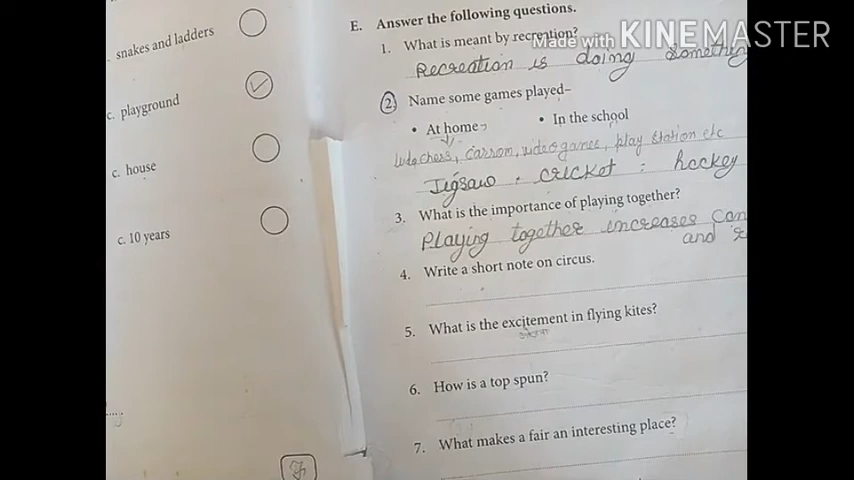 snakes and ladders
c. playground
c. house
c. 10 years
E. Answer the following questions.
1. What is meant by recreation?
Made with KINEMASTER
Recreation is doing something
2. Name some games played–
• At home • In the school
ludo chess, carrom, videogames, play station etc
Jigsaw . cricket : hockey
3. What is the importance of playing together?
Playing together increases
and
4. Write a short note on circus.
5. What is the excitement in flying kites?
6. How is a top spun?
7. What makes a fair an interesting place?